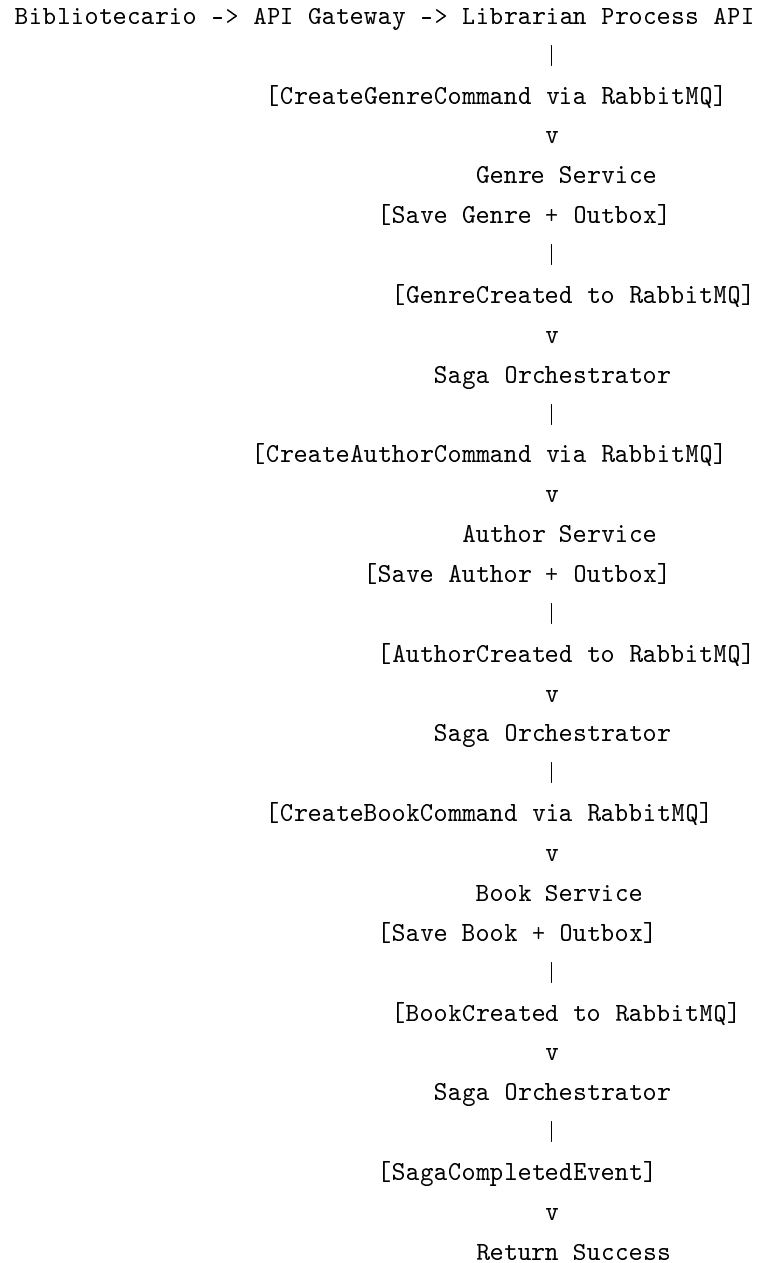 Bibliotecario -> API Gateway -> Librarian Process API
|
[CreateGenreCommand via RabbitMQ]
v
Genre Service
[Save Genre + Outbox]
|
[GenreCreated to RabbitMQ]
v
Saga Orchestrator
|
[CreateAuthorCommand via RabbitMQ]
v
Author Service
[Save Author + Outbox]
|
[AuthorCreated to RabbitMQ]
v
Saga Orchestrator
|
[CreateBookCommand via RabbitMQ]
v
Book Service
[Save Book + Outbox]
|
[BookCreated to RabbitMQ]
v
Saga Orchestrator
|
[SagaCompletedEvent]
v
Return Success